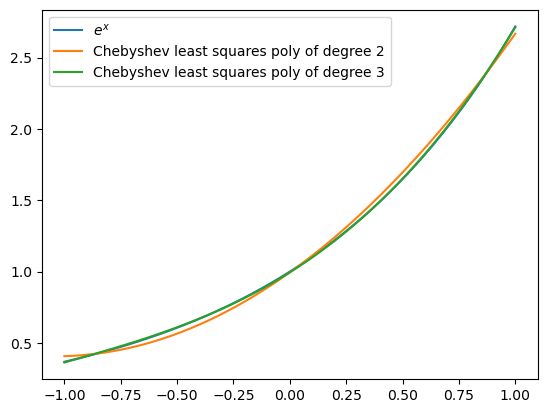 e^x
Chebyshev least squares poly of degree 2
Chebyshev least squares poly of degree 3
2.5
2.0
1.5
1.0
0.5
−1.00 −0.75 −0.50 −0.25 0.00 0.25 0.50 0.75 1.00